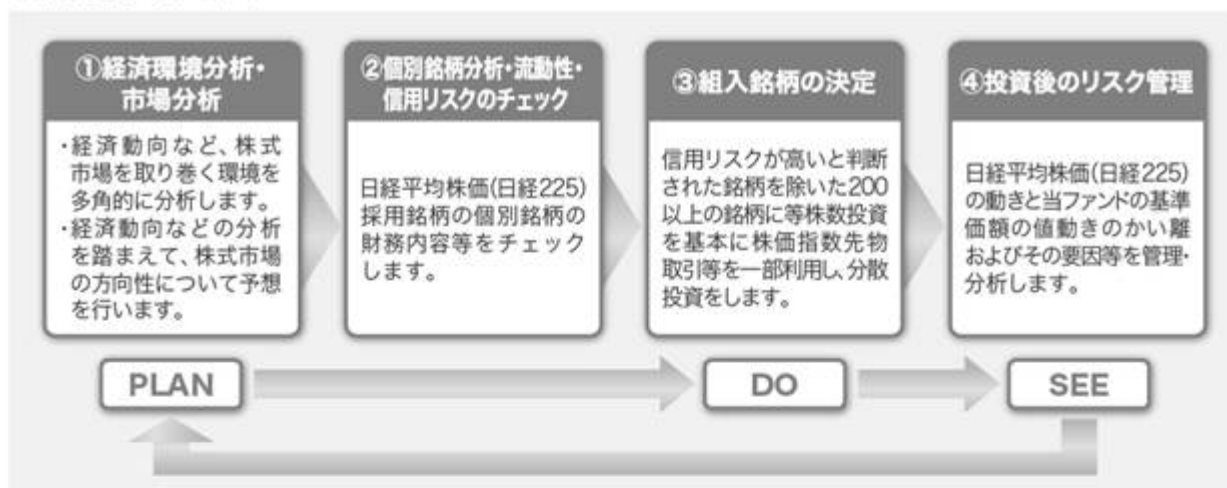 ①経済環境分析・
市場分析
・経済動向など、株式
市場を取り巻く環境を
多角的に分析します。
・経済動向などの分析
を踏まえて、株式市場
の方向性について予想
を行います。
②個別銘柄分析・流動性・
信用リスクのチェック
日経平均株価(日経225)
採用銘柄の個別銘柄の
財務内容等をチェック
します。
③組入銘柄の決定
信用リスクが高いと判断
された銘柄を除いた200
以上の銘柄に等株数投資
を基本に株価指数先物
取引等を一部利用し、分散
投資をします。
④投資後のリスク管理
日経平均株価(日経225)
の動きと当ファンドの基準
価額の値動きのかい離
およびその要因等を管理・
分析します。
PLAN
DO
SEE